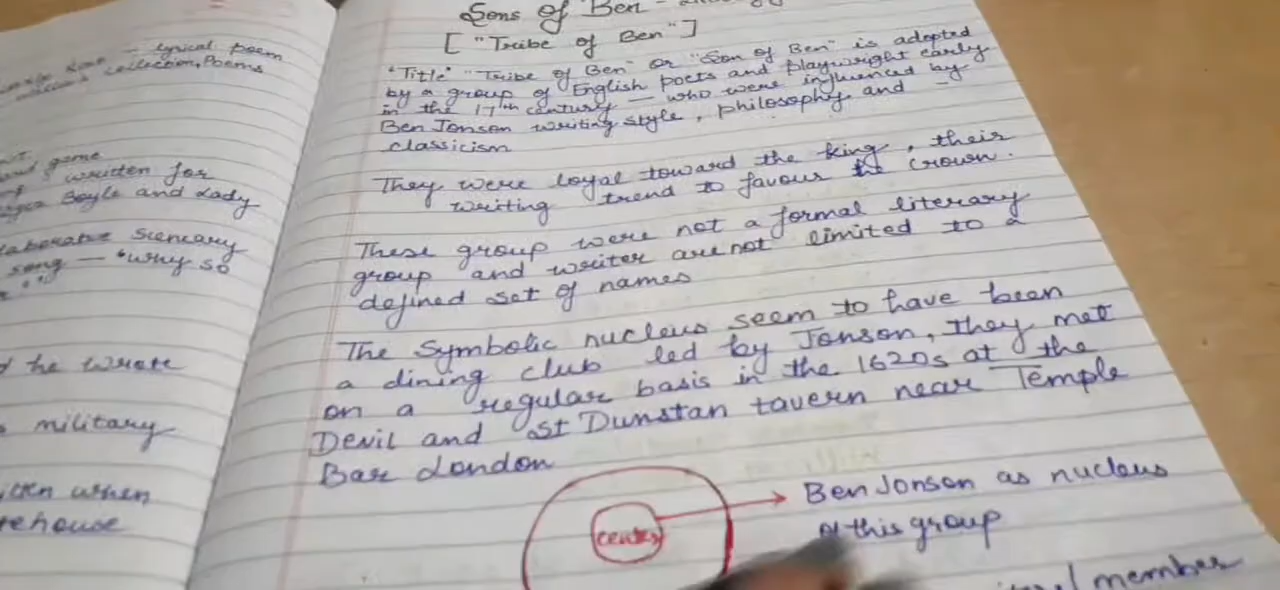 lyrical Poem
collection, Poems
game
written for
Boyle and Lady
song — "why so
he wrote
military
when
Sons of Ben -
[ "Tribe of Ben" ]
"Title" "Tribe of Ben" or "Son of Ben" is adopted
by a group of English poets and playwright early
in the 17th century — who were influenced by
Ben Jonson writing style, philosophy and -
classicism
They were loyal toward the king, their
writing trend to favour the crown.
These group were not a formal literary
group and writer are not limited to a
defined set of names
The Symbolic nucleus seem to have been
a dining club led by Jonson, they met
on a regular basis in the 1620s at the
Devil and St Dunstan tavern near Temple
Bar London
center
Ben Jonson as nucleus
of this group
member